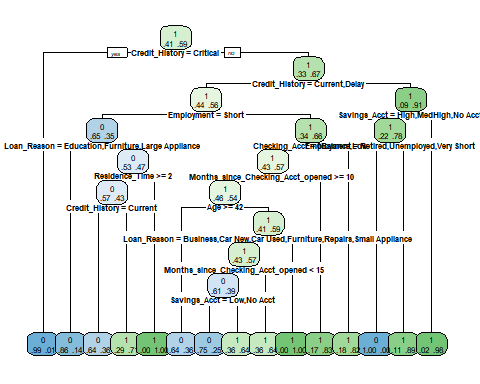 1
.41 .59
yes Credit_History = Critical no
1
.33 .67
Credit_History = Current,Delay
1
.44 .56
1
.09 .91
Employment = Short
Savings_Acct = High,MedHigh,No Acct
0
.65 .35
1
.34 .66
1
.22 .78
Loan_Reason = Education,Furniture,Large Appliance
0
.53 .47
1
.43 .57
Residence_Time >= 2
Months_since_Checking_Acct_opened >= 10
0
.57 .43
1
.46 .54
Credit_History = Current
Age >= 42
1
.41 .59
Loan_Reason = Business,Car New,Car Used,Furniture,Repairs,Small Appliance
1
.43 .57
Months_since_Checking_Acct_opened < 15
0
.61 .39
Savings_Acct = Low,No Acct
0 0 0 1 1 0 0 1 1 1 1 1 0 1 1
.99 .01 .86 .14 .64 .36 .29 .71 .00 1.00 .64 .36 .75 .25 .36 .64 .36 .64 .00 1.00 .17 .83 .18 .82 1.00 .00 .11 .89 .02 .98